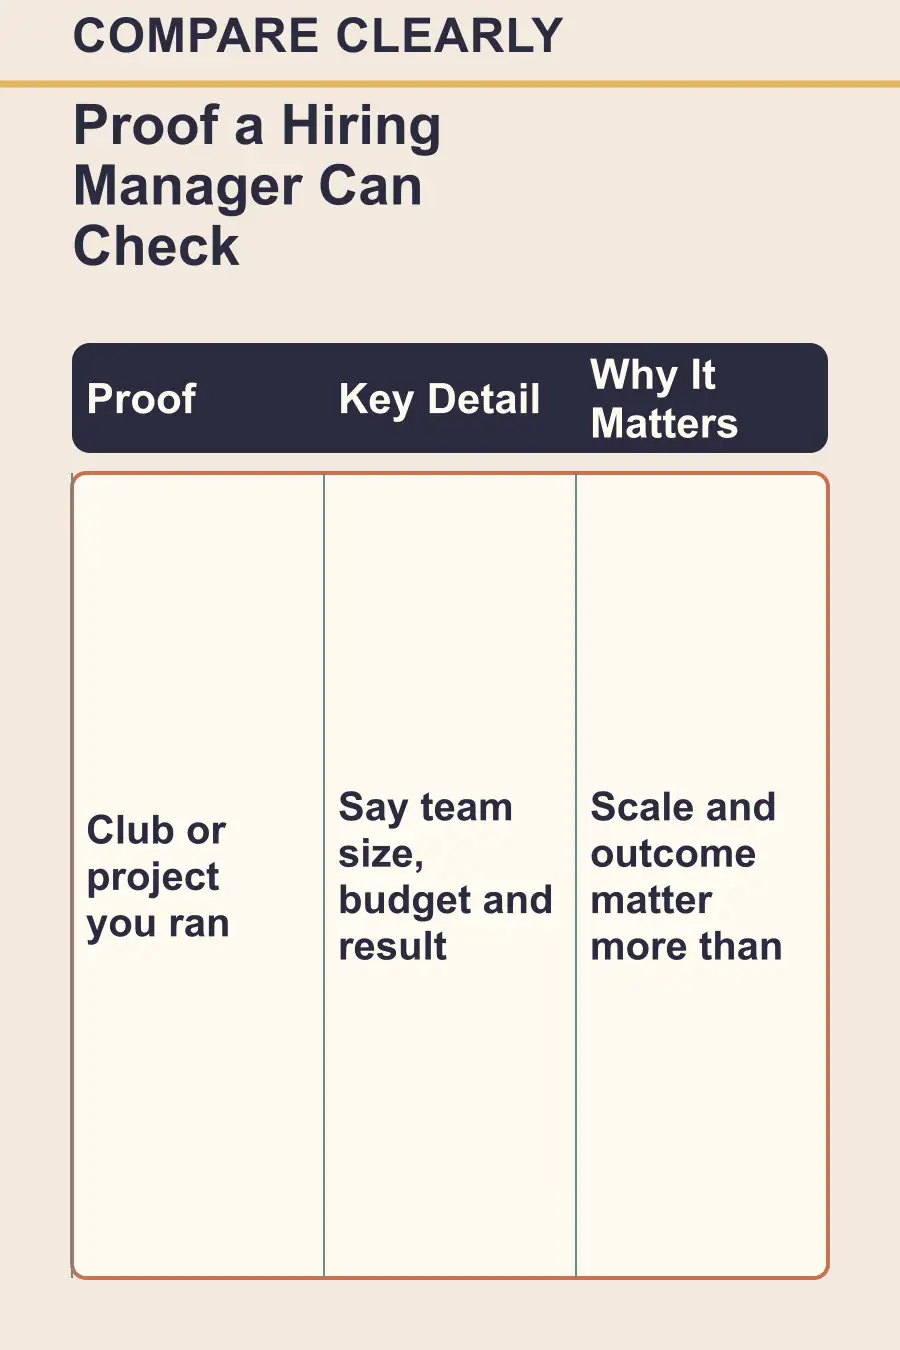 COMPARE CLEARLY
Proof a Hiring
Manager Can
Check
Proof
Key Detail
Why It
Matters
Club or
project
you ran
Say team
size,
budget and
result
Scale and
outcome
matter
more than